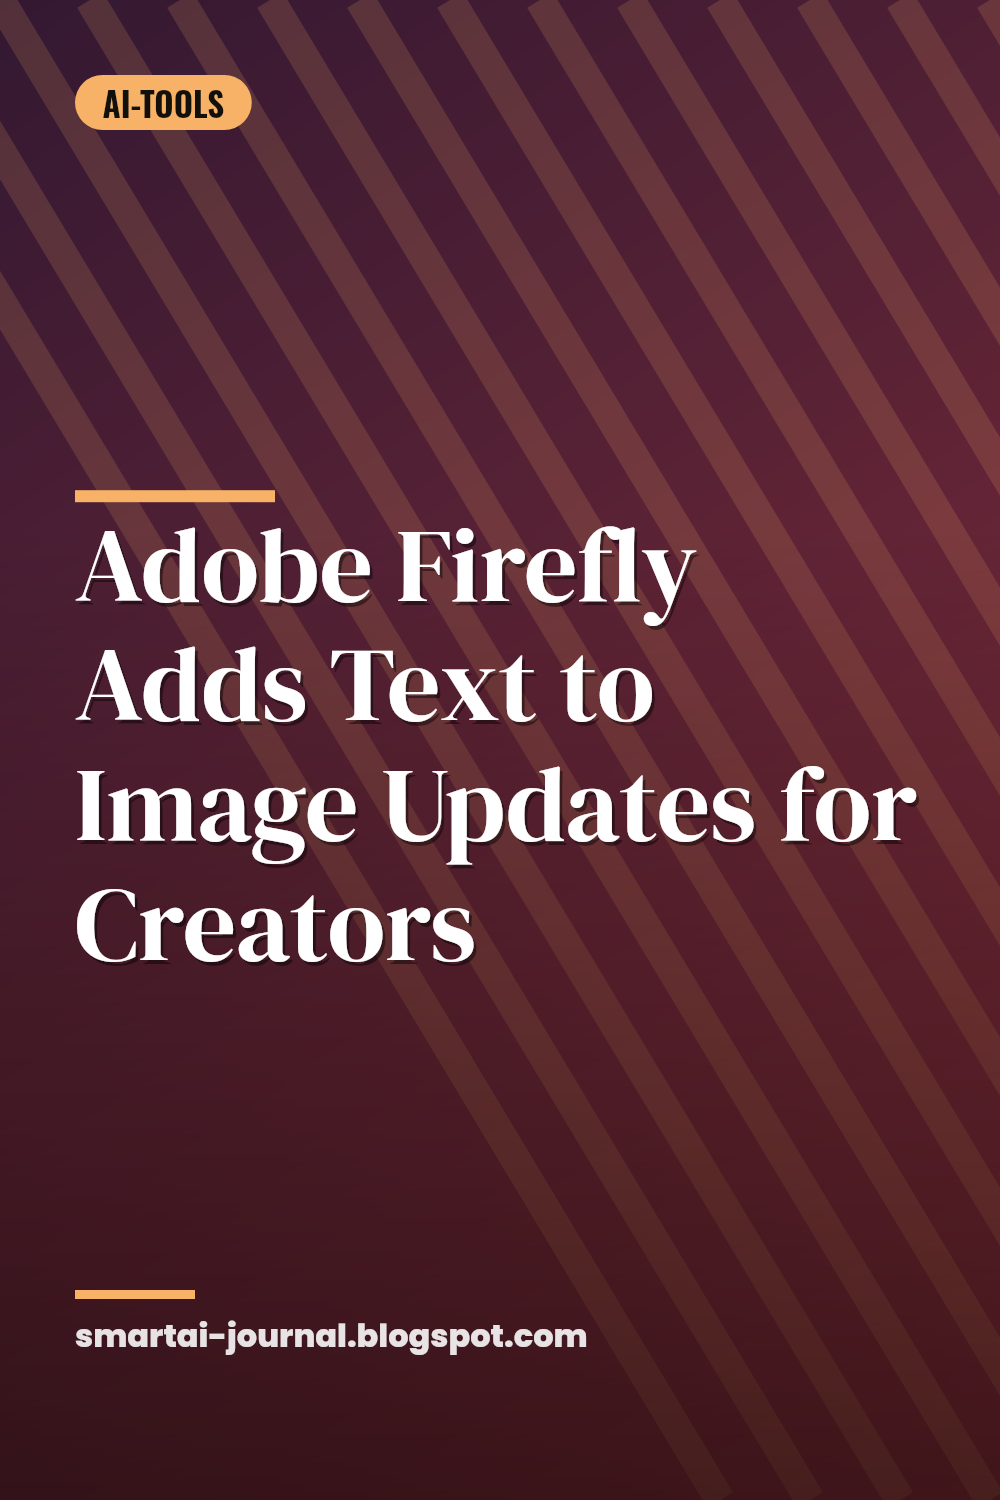 AI-TOOLS
Adobe Firefly
Adds Text to
Image Updates for
Creators
smartai-journal.blogspot.com